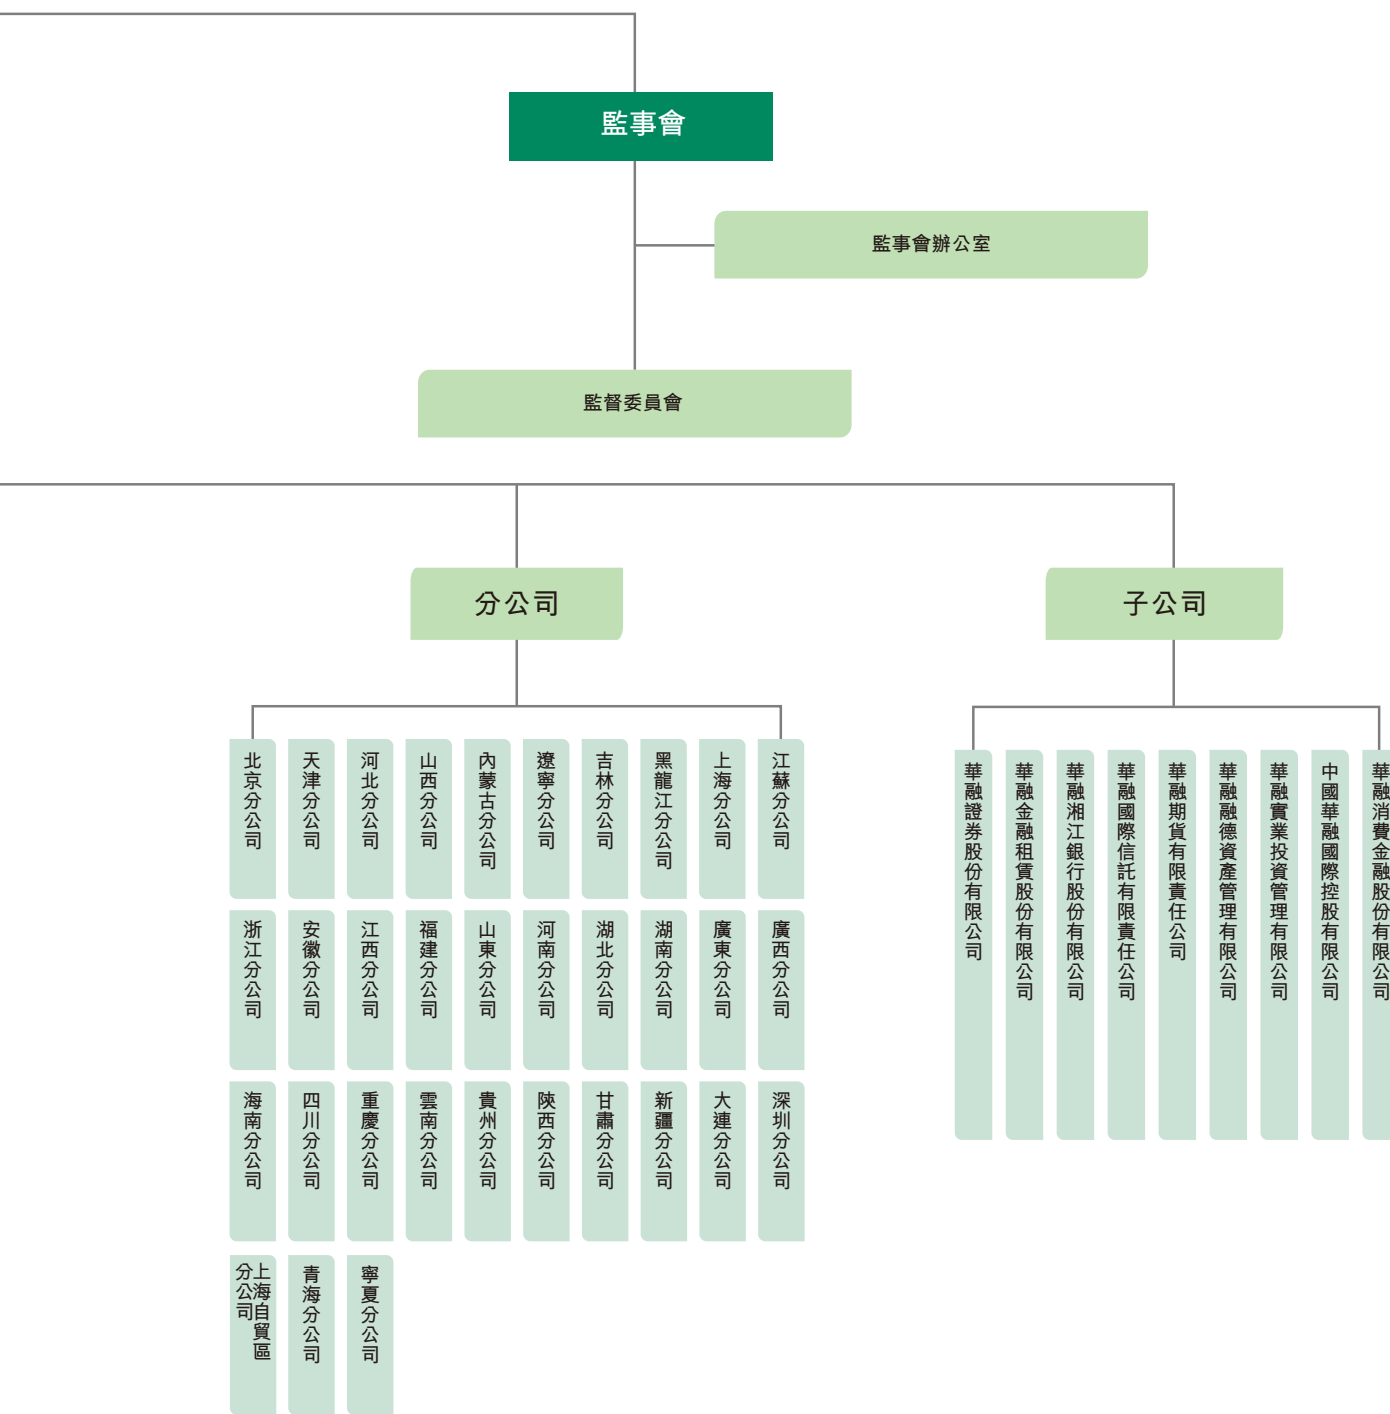 監事會
監事會辦公室
監督委員會
分公司
子公司
北京分公司
天津分公司
河北分公司
山西分公司
內蒙古分公司
遼寧分公司
吉林分公司
黑龍江分公司
上海分公司
江蘇分公司
浙江分公司
安徽分公司
江西分公司
福建分公司
山東分公司
河南分公司
湖北分公司
湖南分公司
廣東分公司
廣西分公司
海南分公司
四川分公司
重慶分公司
雲南分公司
貴州分公司
陝西分公司
甘肅分公司
新疆分公司
大連分公司
深圳分公司
上海自貿區
分公司
青海分公司
寧夏分公司
華融證券股份有限公司
華融金融租賃股份有限公司
華融湘江銀行股份有限公司
華融國際信託有限責任公司
華融期貨有限責任公司
華融融德資產管理有限公司
華融實業投資管理有限公司
中國華融國際控股有限公司
華融消費金融股份有限公司